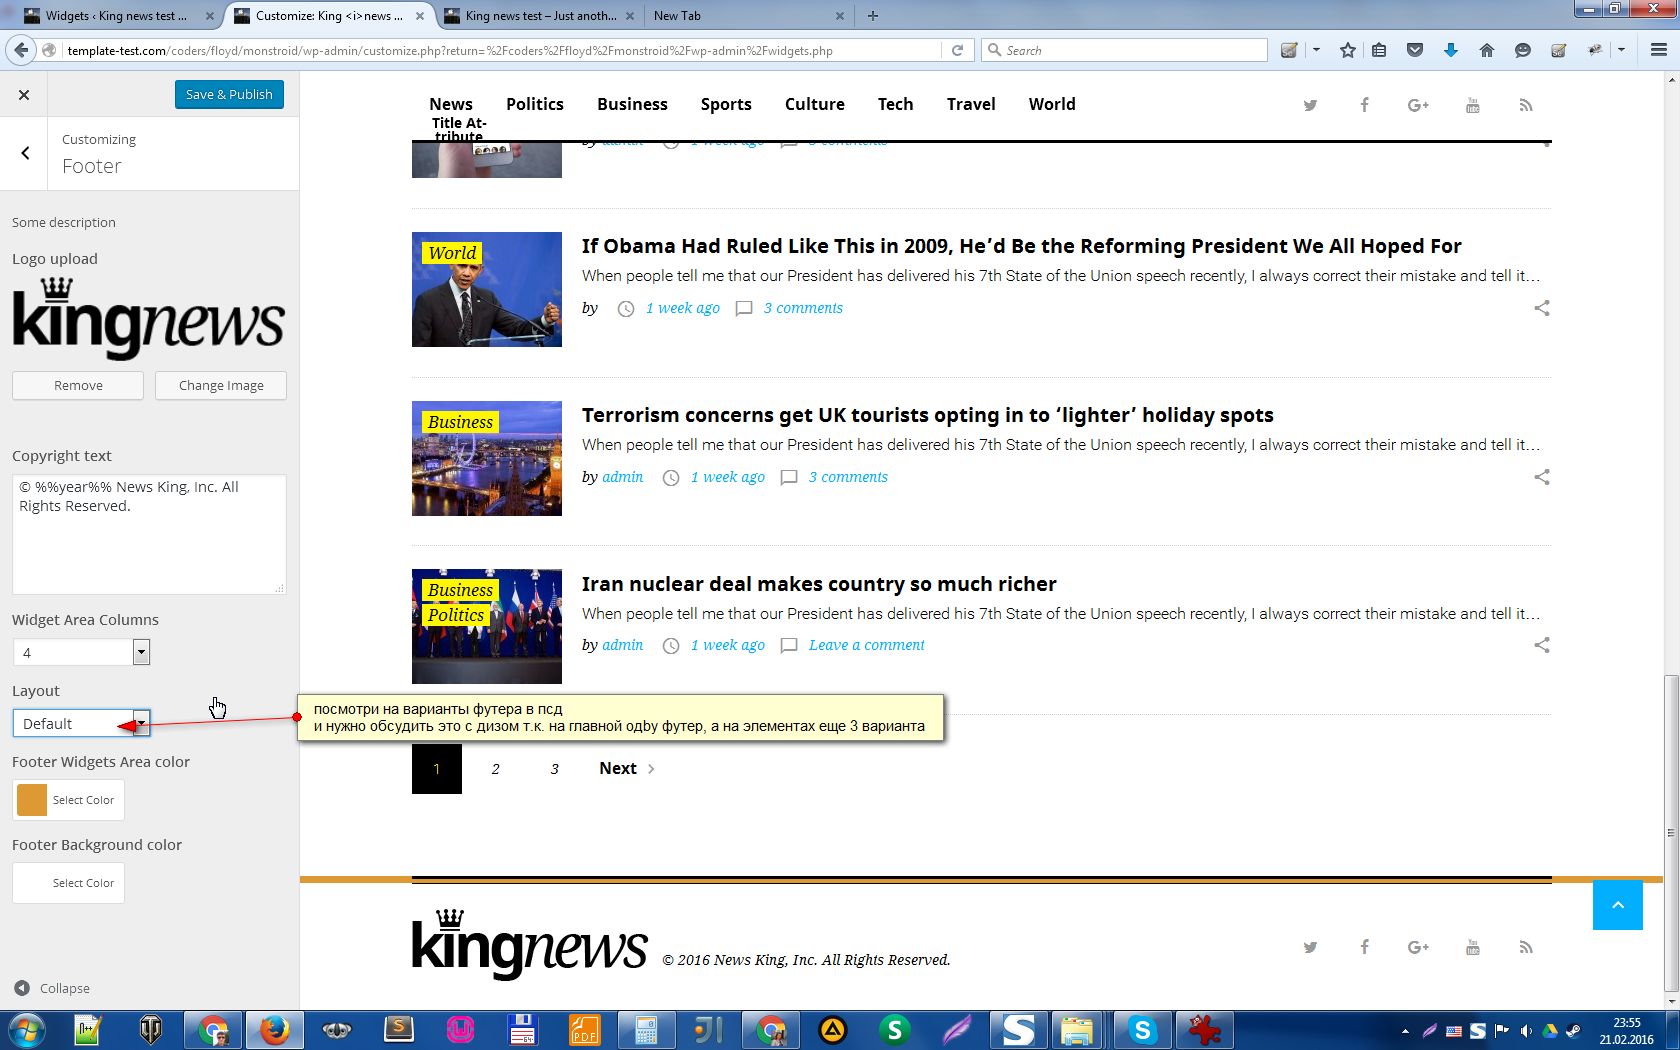 Widgets ‹ King news test ...
Customize: King <i>news ...
King news test – Just anoth...
New Tab
template-test.com/coders/floyd/monstroid/wp-admin/customize.php?return=%2Fcoders%2Ffloyd%2Fmonstroid%2Fwp-admin%2Fwidgets.php
Search
Save & Publish
Customizing
Footer
Some description
Logo upload
kingnews
Remove
Change Image
Copyright text
© %%year%% News King, Inc. All
Rights Reserved.
Widget Area Columns
4
Layout
Default
Footer Widgets Area color
Select Color
Footer Background color
Select Color
Collapse
News Politics Business Sports Culture Tech Travel World
Title At-
tribute
by admin 1 week ago 3 comments
World
If Obama Had Ruled Like This in 2009, He’d Be the Reforming President We All Hoped For
When people tell me that our President has delivered his 7th State of the Union speech recently, I always correct their mistake and tell it…
by 1 week ago 3 comments
Business
Terrorism concerns get UK tourists opting in to ‘lighter’ holiday spots
When people tell me that our President has delivered his 7th State of the Union speech recently, I always correct their mistake and tell it…
by admin 1 week ago 3 comments
Business
Politics
Iran nuclear deal makes country so much richer
When people tell me that our President has delivered his 7th State of the Union speech recently, I always correct their mistake and tell it…
by admin 1 week ago Leave a comment
посмотри на варианты футера в псд
и нужно обсудить это с дизом т.к. на главной одby футер, а на элементах еще 3 варианта
1 2 3 Next
kingnews
© 2016 News King, Inc. All Rights Reserved.
23:55
21.02.2016